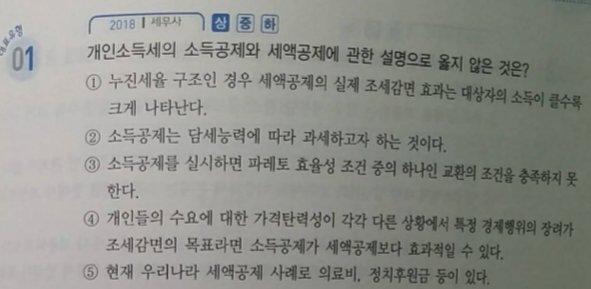 대표유형
01
2018 | 세무사 상 중 하
개인소득세의 소득공제와 세액공제에 관한 설명으로 옳지 않은 것은?
① 누진세율 구조인 경우 세액공제의 실제 조세감면 효과는 대상자의 소득이 클수록
크게 나타난다.
② 소득공제는 담세능력에 따라 과세하고자 하는 것이다.
③ 소득공제를 실시하면 파레토 효율성 조건 중의 하나인 교환의 조건을 충족하지 못
한다.
④ 개인들의 수요에 대한 가격탄력성이 각각 다른 상황에서 특정 경제행위의 장려가
조세감면의 목표라면 소득공제가 세액공제보다 효과적일 수 있다.
⑤ 현재 우리나라 세액공제 사례로 의료비, 정치후원금 등이 있다.